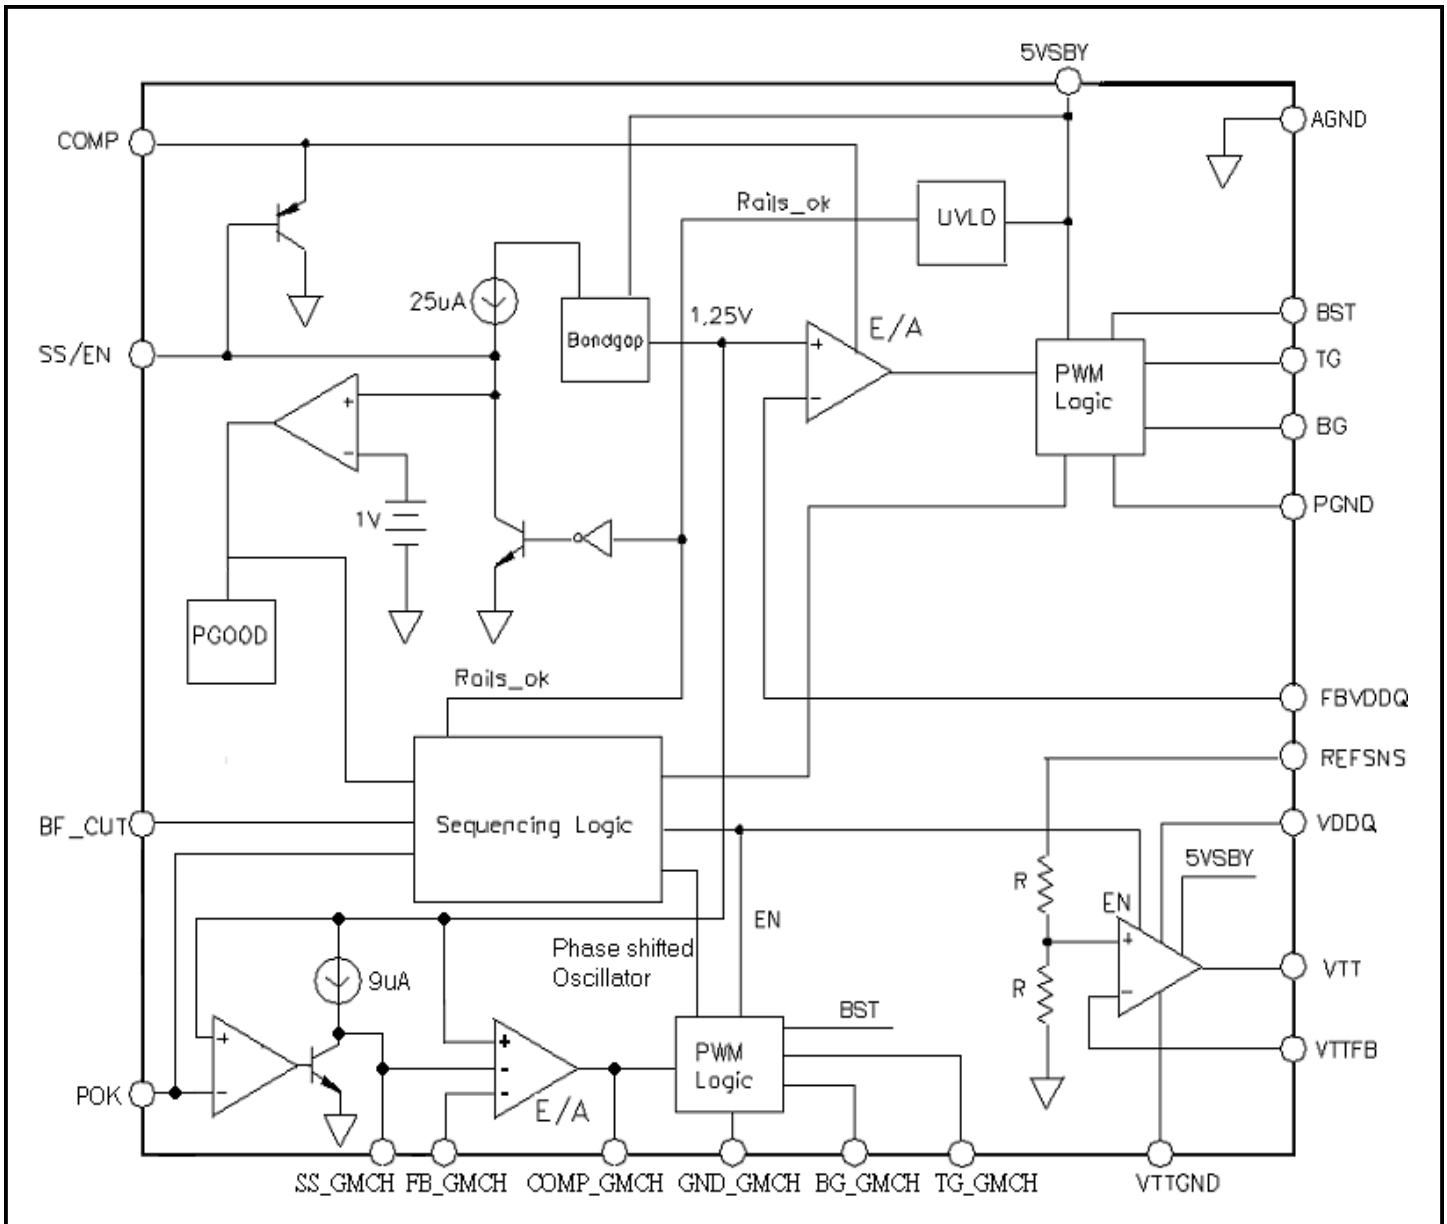 5VSBY
AGND
COMP
Rails_ok
UVLO
25uA
1,25V
E/A
BST
Bandgap
SS/EN
TG
PWM
Logic
+
−
+
BG
−
PGND
1V
PGOOD
Rails_ok
FBVDDQ
REFSNS
BF_CUT
Sequencing Logic
VDDQ
5VSBY
R
EN
EN
+
Phase shifted
Oscillator
9uA
VTT
R
−
BST
+
+
PWM
Logic
-
VTTFB
−
-
POK
E/A
SS_GMCH
FB_GMCH
COMP_GMCH
GND_GMCH
BG_GMCH
TG_GMCH
VTTGND